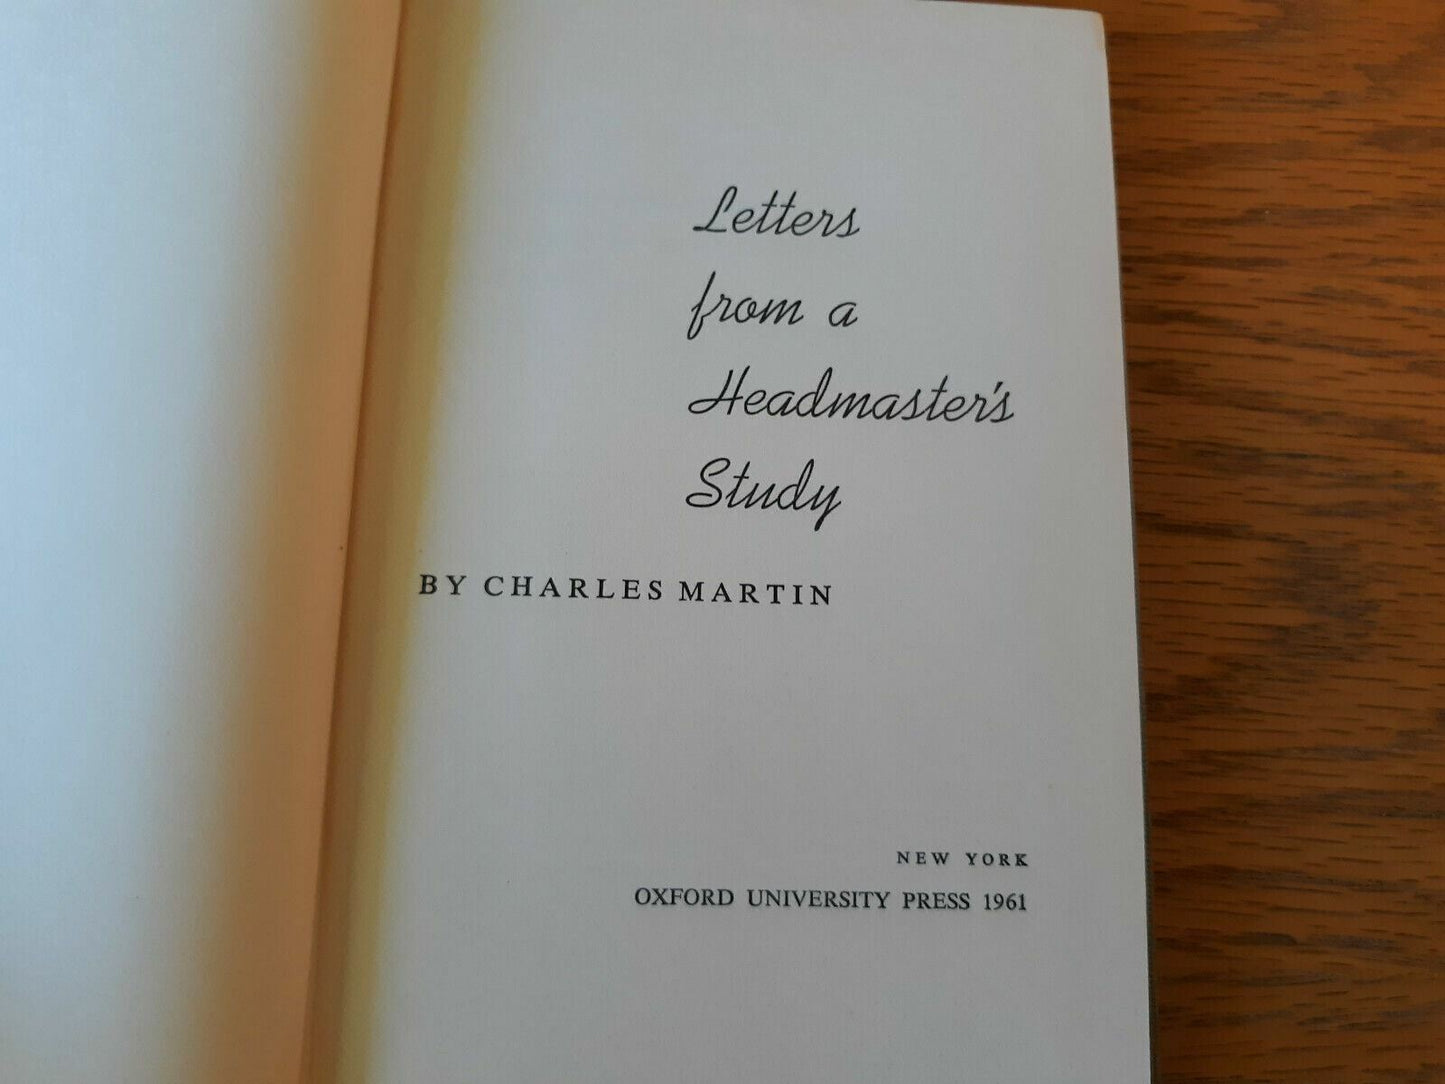 Letters
from a
Headmaster's
Study
BY CHARLES MARTIN
NEW YORK
OXFORD UNIVERSITY PRESS 1961